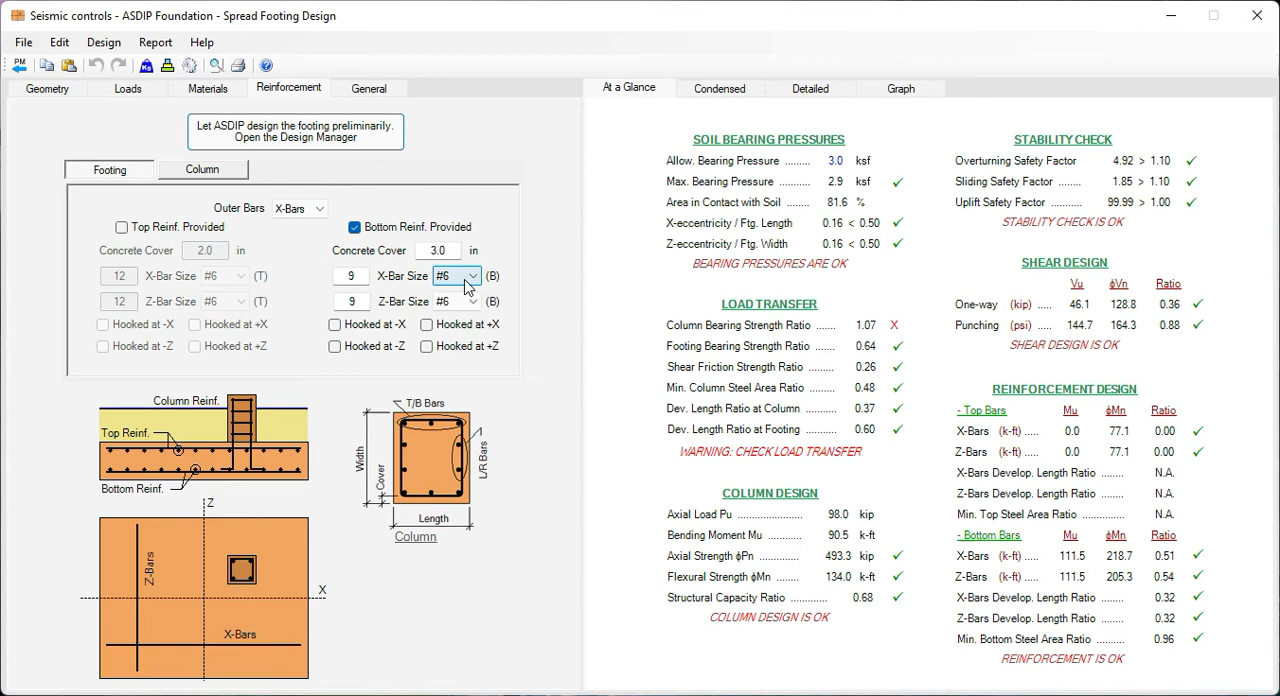 Seismic controls - ASDIP Foundation - Spread Footing Design
File Edit Design Report Help
PM Kg
Geometry Loads Materials Reinforcement General
Let ASDIP design the footing preliminarily.
Open the Design Manager
Footing Column
Outer Bars X-Bars
Top Reinf. Provided Bottom Reinf. Provided
Concrete Cover 2.0 in Concrete Cover 3.0 in
12 X-Bar Size #6 (T) 9 X-Bar Size #6 (B)
12 Z-Bar Size #6 (T) 9 Z-Bar Size #6 (B)
Hooked at -X Hooked at +X Hooked at -X Hooked at +X
Hooked at -Z Hooked at +Z Hooked at -Z Hooked at +Z
Column Reinf.
Top Reinf.
Bottom Reinf.
T/B Bars
Width
Cover
L/R Bars
Length
Column
Z
Z-Bars
X
X-Bars
At a Glance Condensed Detailed Graph
SOIL BEARING PRESSURES
Allow. Bearing Pressure ........ 3.0 ksf
Max. Bearing Pressure ........... 2.9 ksf
Area in Contact with Soil ........ 81.6 %
X-eccentricity / Ftg. Length 0.16 < 0.50
Z-eccentricity / Ftg. Width 0.16 < 0.50
BEARING PRESSURES ARE OK
LOAD TRANSFER
Column Bearing Strength Ratio ....... 1.07 X
Footing Bearing Strength Ratio ...... 0.64
Shear Friction Strength Ratio ........ 0.26
Min. Column Steel Area Ratio ........ 0.48
Dev. Length Ratio at Column ........ 0.37
Dev. Length Ratio at Footing ........ 0.60
WARNING: CHECK LOAD TRANSFER
COLUMN DESIGN
Axial Load Pu ...................... 98.0 kip
Bending Moment Mu ........... 90.5 k-ft
Axial Strength ϕPn ............. 493.3 kip
Flexural Strength ϕMn ........ 134.0 k-ft
Structural Capacity Ratio ............. 0.68
COLUMN DESIGN IS OK
STABILITY CHECK
Overturning Safety Factor 4.92 > 1.10
Sliding Safety Factor ........ 1.85 > 1.10
Uplift Safety Factor .......... 99.99 > 1.00
STABILITY CHECK IS OK
SHEAR DESIGN
Vu ϕVn Ratio
One-way (kip) ..... 46.1 128.8 0.36
Punching (psi) ..... 144.7 164.3 0.88
SHEAR DESIGN IS OK
REINFORCEMENT DESIGN
- Top Bars Mu ϕMn Ratio
X-Bars (k-ft) ..... 0.0 77.1 0.00
Z-Bars (k-ft) ..... 0.0 77.1 0.00
X-Bars Develop. Length Ratio ........ N.A.
Z-Bars Develop. Length Ratio ........ N.A.
Min. Top Steel Area Ratio .............. N.A.
- Bottom Bars Mu ϕMn Ratio
X-Bars (k-ft) ..... 111.5 218.7 0.51
Z-Bars (k-ft) ..... 111.5 205.3 0.54
X-Bars Develop. Length Ratio ........ 0.32
Z-Bars Develop. Length Ratio ........ 0.32
Min. Bottom Steel Area Ratio ......... 0.96
REINFORCEMENT IS OK